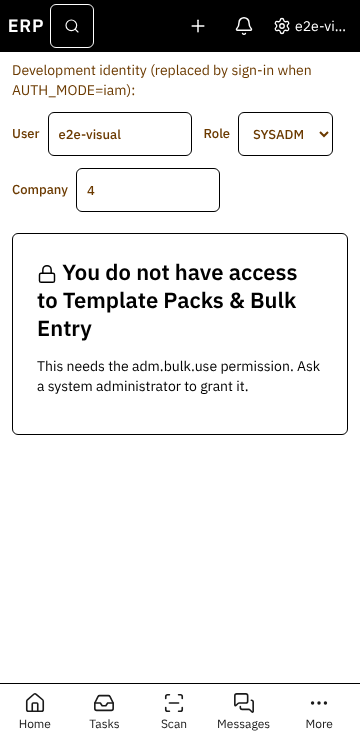 ERP
e2e-vi...
Development identity (replaced by sign-in when
AUTH_MODE=iam):
User e2e-visual Role SYSADM
Company 4
You do not have access
to Template Packs & Bulk
Entry
This needs the adm.bulk.use permission. Ask
a system administrator to grant it.
Home Tasks Scan Messages More